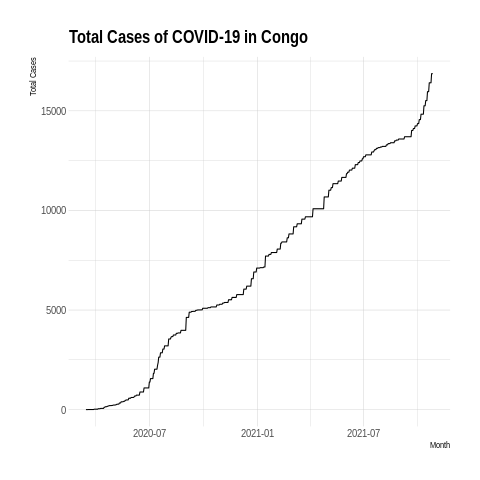 Total Cases of COVID-19 in Congo
Total Cases
15000
10000
5000
0
2020-07
2021-01
2021-07
Month